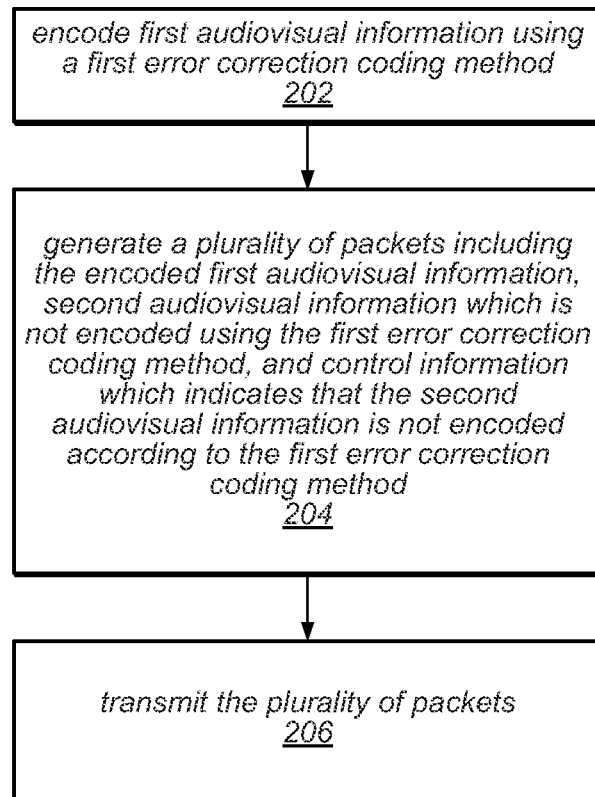 encode first audiovisual information using
a first error correction coding method
202
generate a plurality of packets including
the encoded first audiovisual information,
second audiovisual information which is
not encoded using the first error correction
coding method, and control information
which indicates that the second
audiovisual information is not encoded
according to the first error correction
coding method
204
transmit the plurality of packets
206